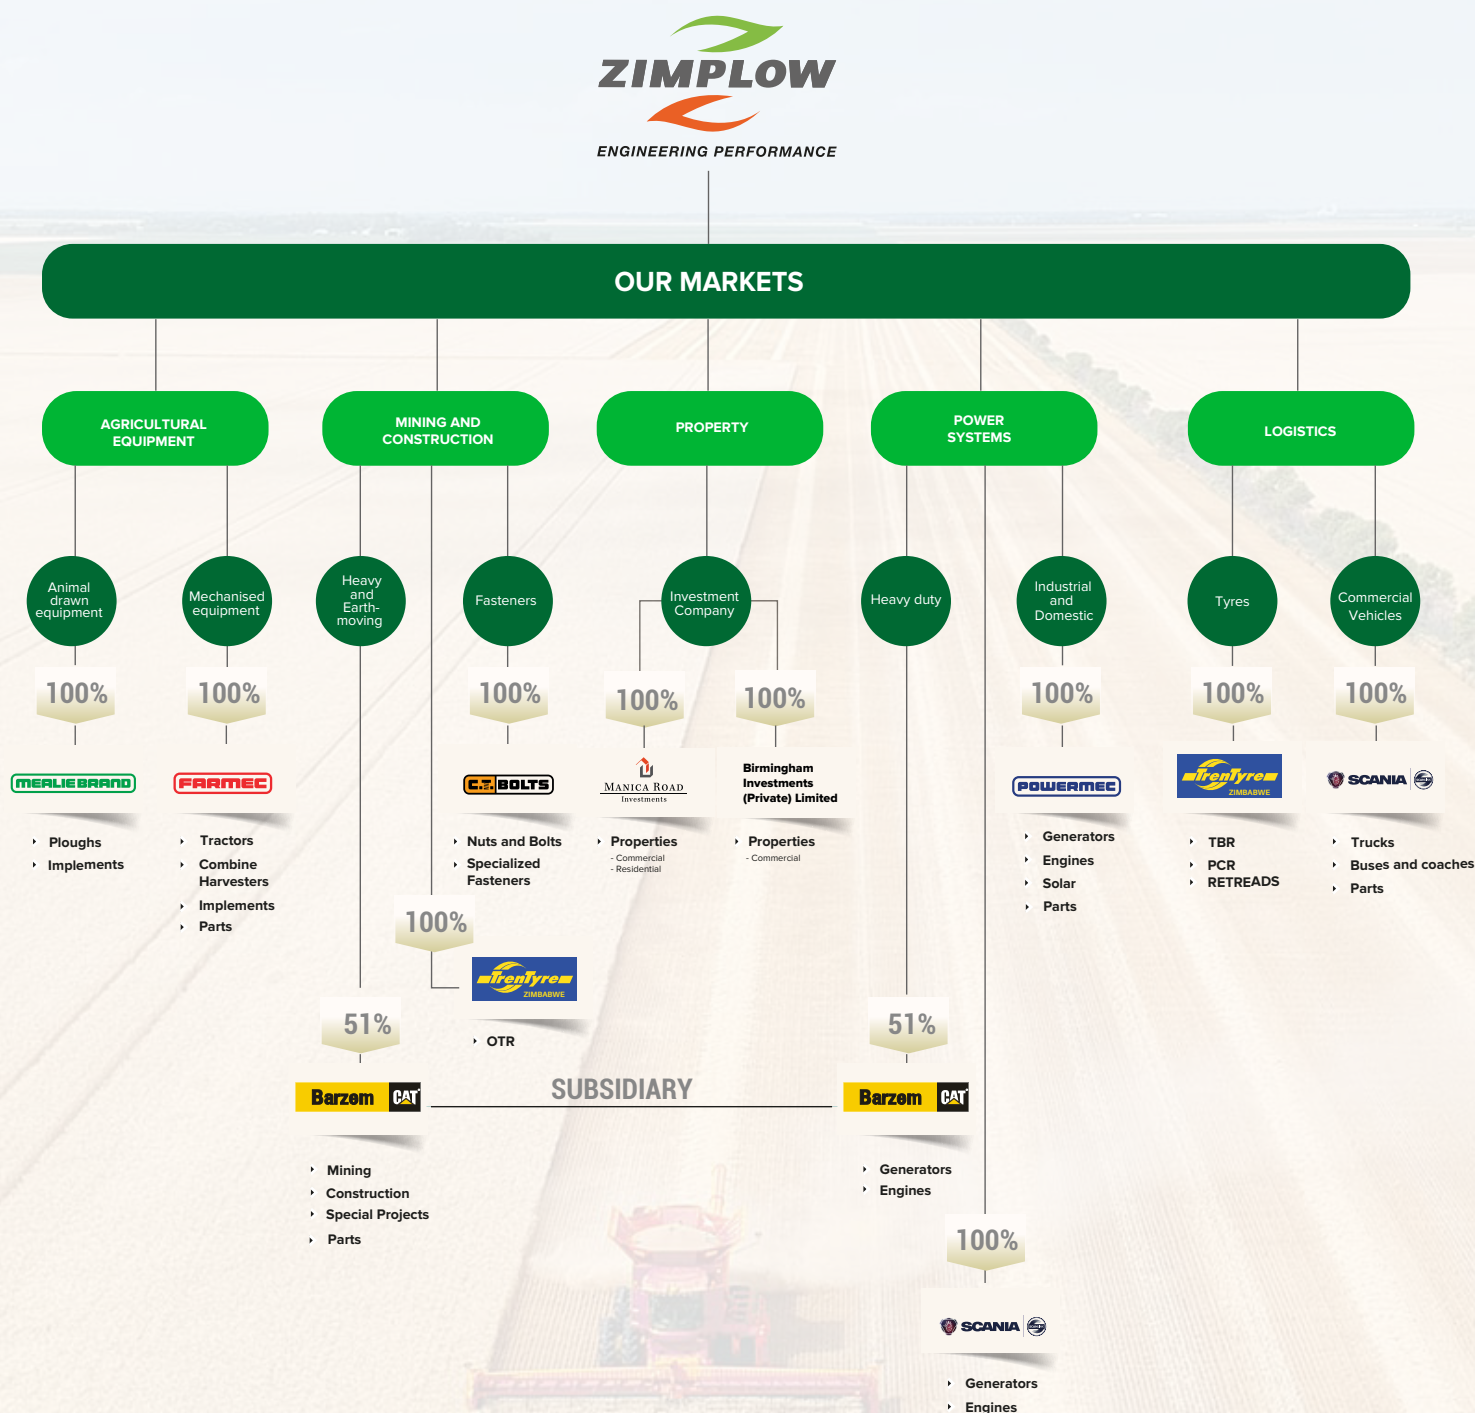 ZIMPLOW
ENGINEERING PERFORMANCE
OUR MARKETS
AGRICULTURAL
EQUIPMENT
MINING AND
CONSTRUCTION
PROPERTY
POWER
SYSTEMS
LOGISTICS
Animal
drawn
equipment
Mechanised
equipment
Heavy
and
Earth-
moving
Fasteners
Investment
Company
Heavy duty
Industrial
and
Domestic
Tyres
Commercial
Vehicles
100%
100%
100%
100%
100%
100%
100%
100%
MEALIEBRAND
FARMEC
C.T. BOLTS
MANICA ROAD
Investments
Birmingham
Investments
(Private) Limited
POWERMEC
TrenTyre
ZIMBABWE
SCANIA
Ploughs
Implements
Tractors
Combine
Harvesters
Implements
Parts
Nuts and Bolts
Specialized
Fasteners
Properties
- Commercial
- Residential
Properties
- Commercial
Generators
Engines
Solar
Parts
TBR
PCR
RETREADS
Trucks
Buses and coaches
Parts
100%
TrenTyre
ZIMBABWE
OTR
51%
51%
Barzem CAT
SUBSIDIARY
Barzem CAT
Mining
Construction
Special Projects
Parts
Generators
Engines
100%
SCANIA
Generators
Engines